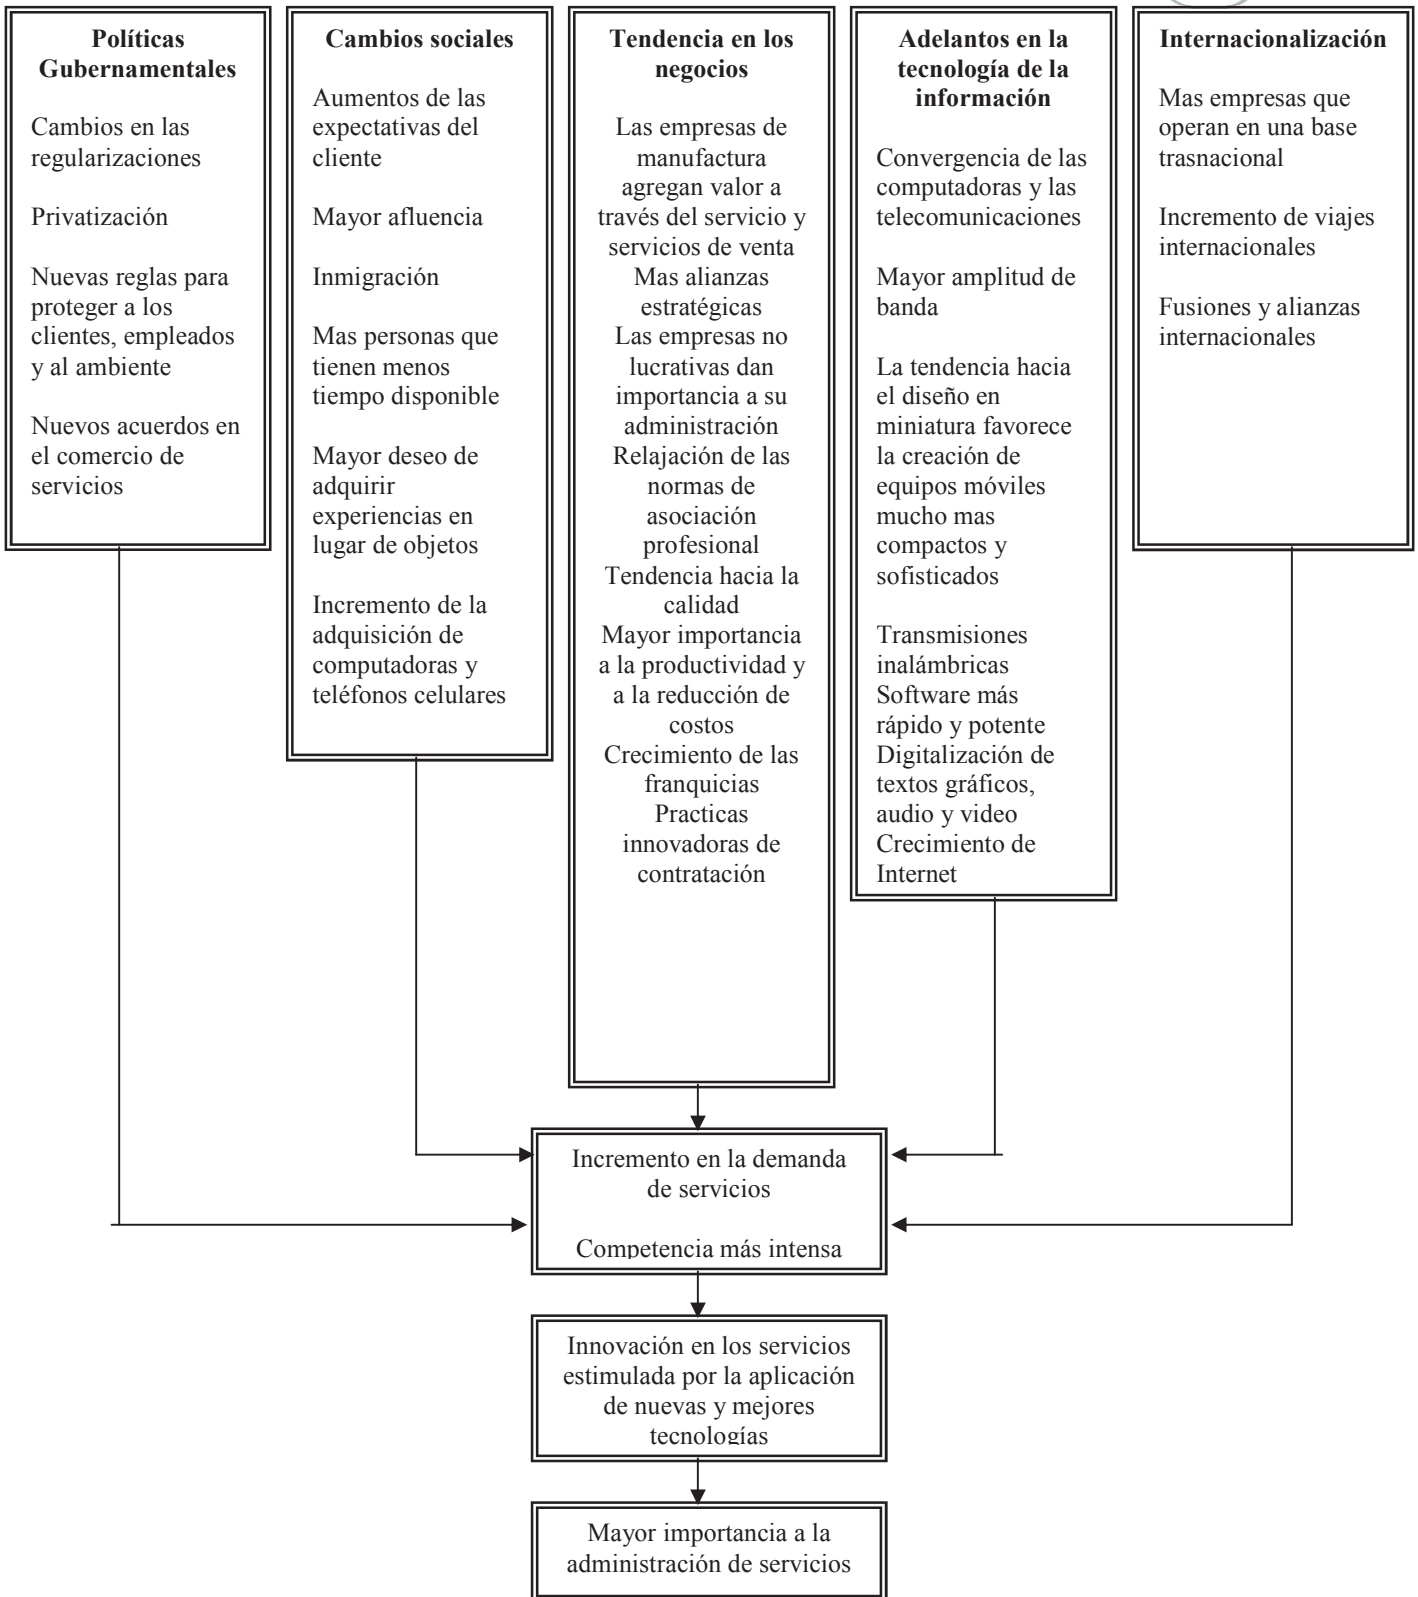 Políticas
Gubernamentales
Cambios en las
regularizaciones
Privatización
Nuevas reglas para
proteger a los
clientes, empleados
y al ambiente
Nuevos acuerdos en
el comercio de
servicios
Cambios sociales
Aumentos de las
expectativas del
cliente
Mayor afluencia
Inmigración
Mas personas que
tienen menos
tiempo disponible
Mayor deseo de
adquirir
experiencias en
lugar de objetos
Incremento de la
adquisición de
computadoras y
teléfonos celulares
Tendencia en los
negocios
Las empresas de
manufactura
agregan valor a
través del servicio y
servicios de venta
Mas alianzas
estratégicas
Las empresas no
lucrativas dan
importancia a su
administración
Relajación de las
normas de
asociación
profesional
Tendencia hacia la
calidad
Mayor importancia
a la productividad y
a la reducción de
costos
Crecimiento de las
franquicias
Practicas
innovadoras de
contratación
Adelantos en la
tecnología de la
información
Convergencia de las
computadoras y las
telecomunicaciones
Mayor amplitud de
banda
La tendencia hacia
el diseño en
miniatura favorece
la creación de
equipos móviles
mucho mas
compactos y
sofisticados
Transmisiones
inalámbricas
Software más
rápido y potente
Digitalización de
textos gráficos,
audio y video
Crecimiento de
Internet
Internacionalización
Mas empresas que
operan en una base
trasnacional
Incremento de viajes
internacionales
Fusiones y alianzas
internacionales
Incremento en la demanda
de servicios
Competencia más intensa
Innovación en los servicios
estimulada por la aplicación
de nuevas y mejores
tecnologías
Mayor importancia a la
administración de servicios